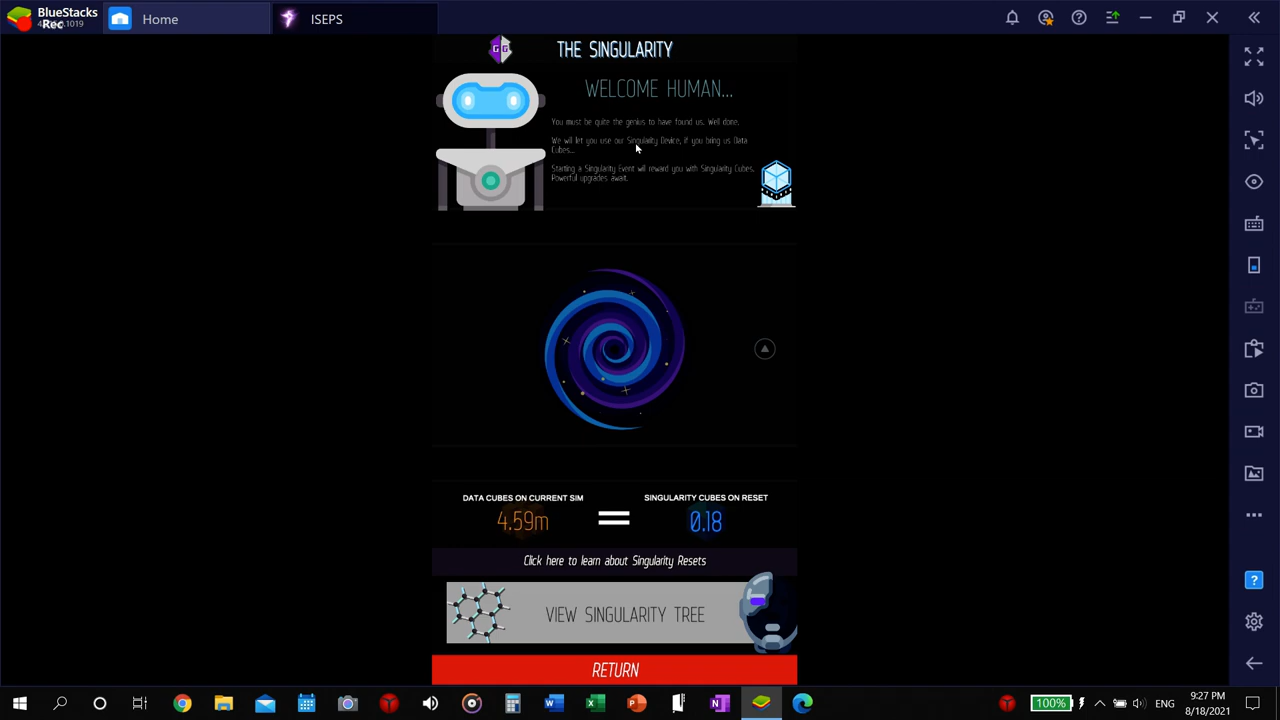 BlueStacks
Rec
Home
ISEPS
THE SINGULARITY
WELCOME HUMAN...
You must be quite the genius to have found us. Well done.
We will let you use our Singularity Device, if you bring us Data
Cubes...
Starting a Singularity Event will reward you with Singularity Cubes.
Powerful upgrades await.
DATA CUBES ON CURRENT SIM
4.59m
SINGULARITY CUBES ON RESET
0.18
Click here to learn about Singularity Resets
VIEW SINGULARITY TREE
RETURN
100%
ENG
9:27 PM
8/18/2021